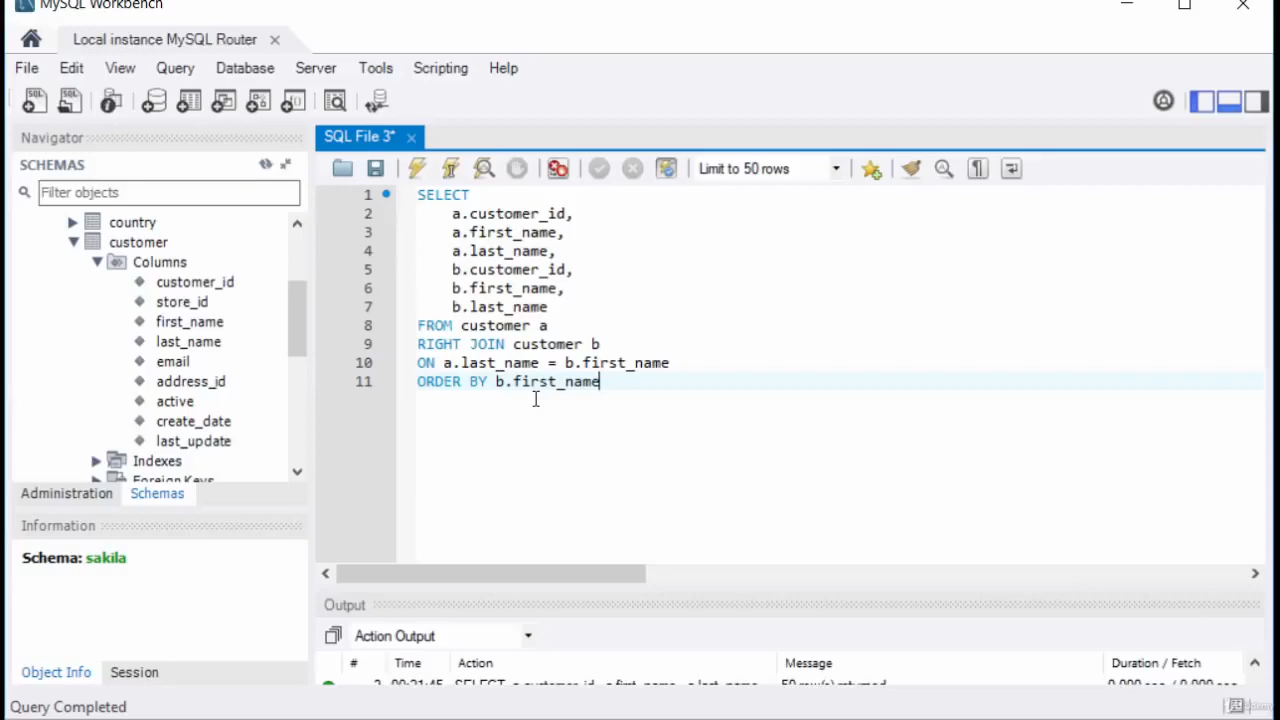 MySQL Workbench
Local instance MySQL Router
File Edit View Query Database Server Tools Scripting Help
Navigator
SQL File 3*
SCHEMAS
Limit to 50 rows
Filter objects
country
customer
Columns
customer_id
store_id
first_name
last_name
email
address_id
active
create_date
last_update
Indexes
Foreign Keys
Administration Schemas
Information
Schema: sakila
Object Info Session
1 SELECT
2 a.customer_id,
3 a.first_name,
4 a.last_name,
5 b.customer_id,
6 b.first_name,
7 b.last_name
8 FROM customer a
9 RIGHT JOIN customer b
10 ON a.last_name = b.first_name
11 ORDER BY b.first_name
Output
Action Output
# Time Action Message Duration / Fetch
Query Completed